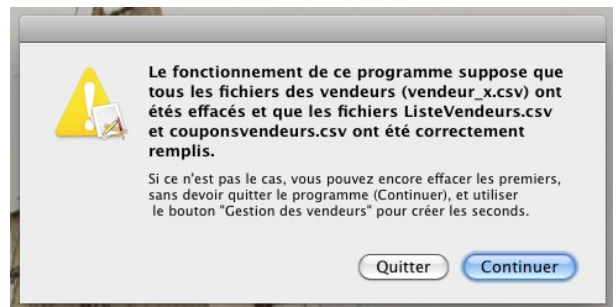 Le fonctionnement de ce programme suppose que
tous les fichiers des vendeurs (vendeur_x.csv) ont
étés effacés et que les fichiers ListeVendeurs.csv
et couponsvendeurs.csv ont été correctement
remplis.
Si ce n'est pas le cas, vous pouvez encore effacer les premiers,
sans devoir quitter le programme (Continuer), et utiliser
le bouton "Gestion des vendeurs" pour créer les seconds.
Quitter Continuer